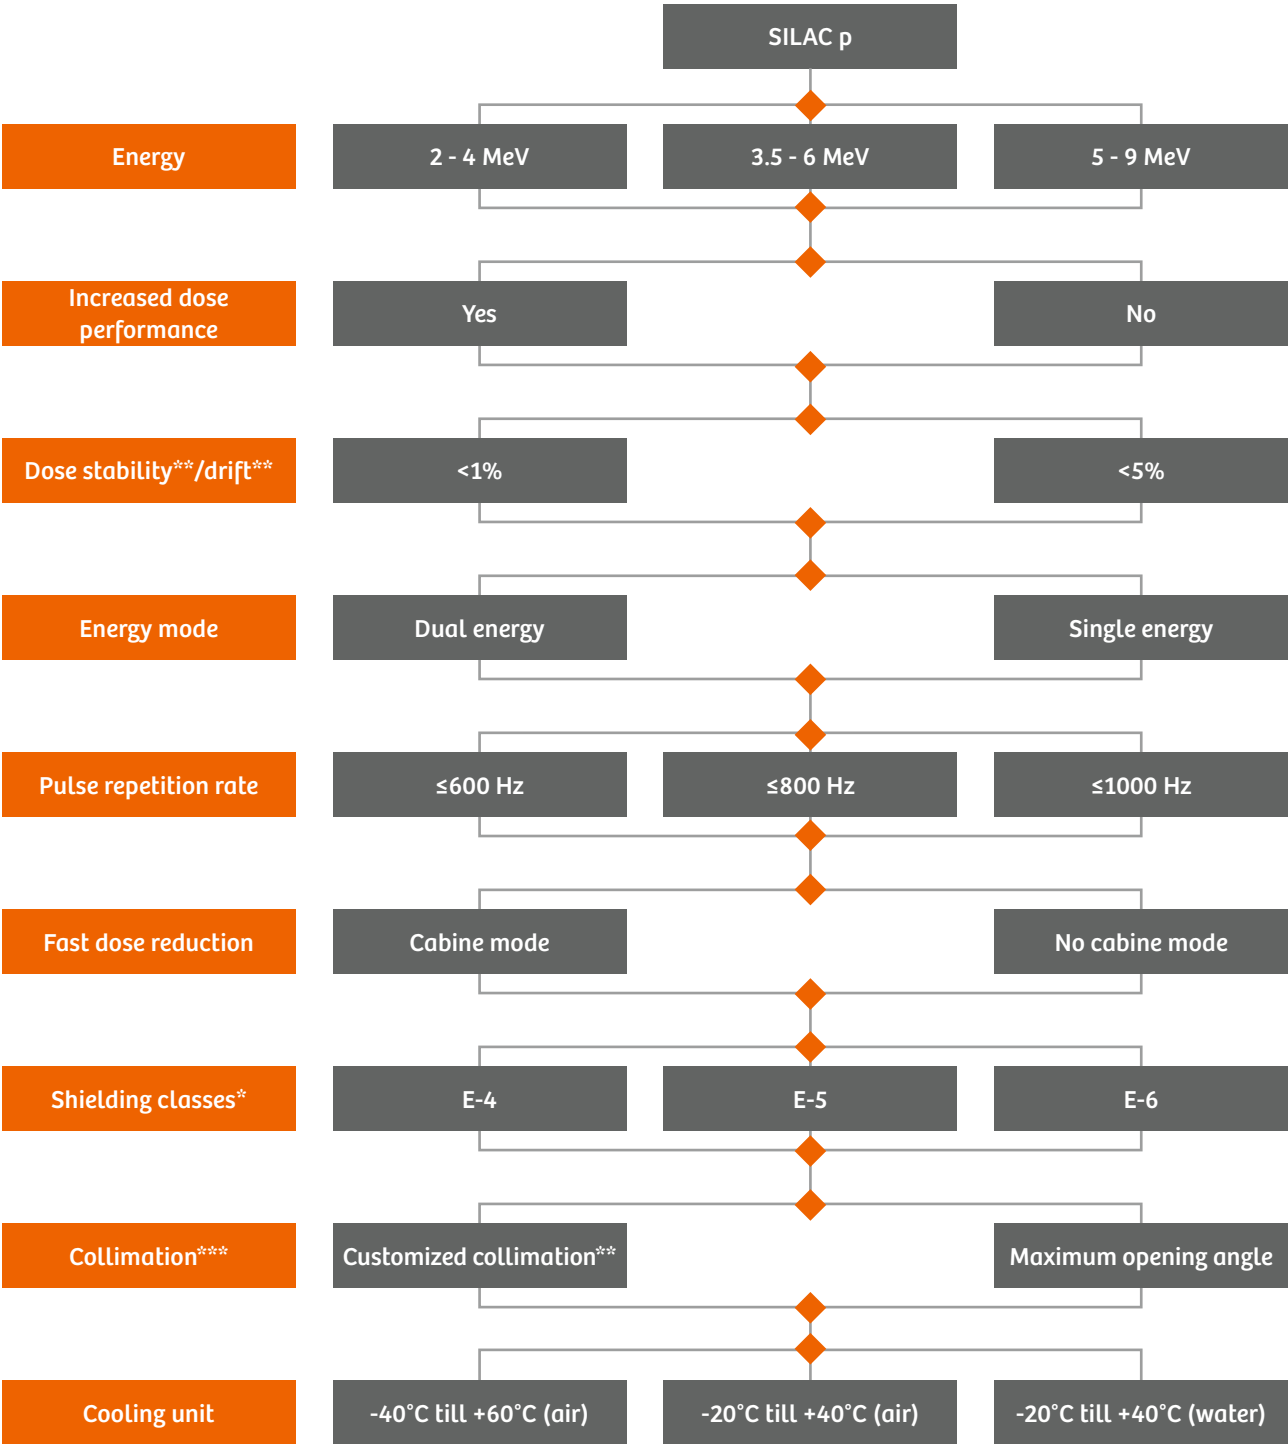 SILAC p
Energy
2 - 4 MeV
3.5 - 6 MeV
5 - 9 MeV
Increased dose
performance
Yes
No
Dose stability**/drift**
<1%
<5%
Energy mode
Dual energy
Single energy
Pulse repetition rate
≤600 Hz
≤800 Hz
≤1000 Hz
Fast dose reduction
Cabine mode
No cabine mode
Shielding classes*
E-4
E-5
E-6
Collimation***
Customized collimation**
Maximum opening angle
Cooling unit
-40°C till +60°C (air)
-20°C till +40°C (air)
-20°C till +40°C (water)